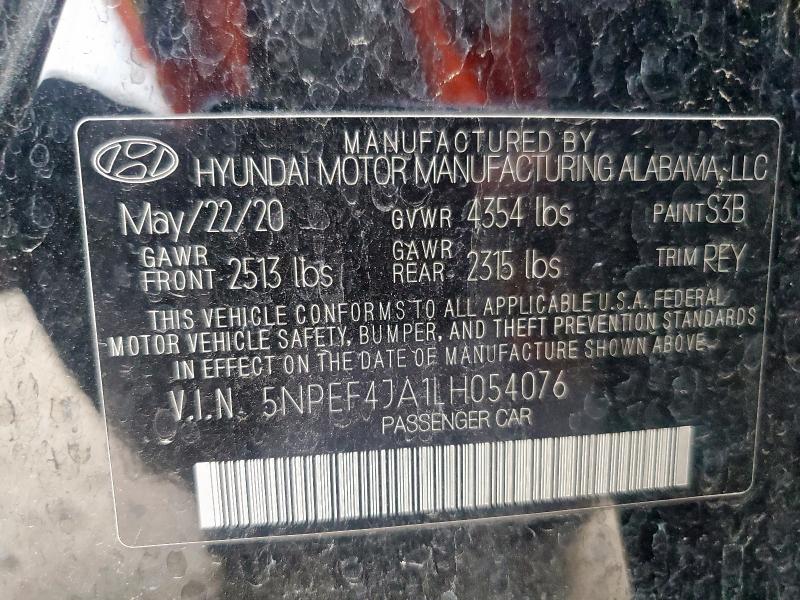 MANUFACTURED BY
HYUNDAI MOTOR MANUFACTURING ALABAMA, LLC
May/22/20 GVWR 4354 lbs PAINT S3B
GAWR FRONT 2513 lbs GAWR REAR 2315 lbs TRIM REY
THIS VEHICLE CONFORMS TO ALL APPLICABLE U.S.A. FEDERAL
MOTOR VEHICLE SAFETY, BUMPER, AND THEFT PREVENTION STANDARDS
IN EFFECT ON THE DATE OF MANUFACTURE SHOWN ABOVE
V.I.N. 5NPEF4JA1LH054076
PASSENGER CAR